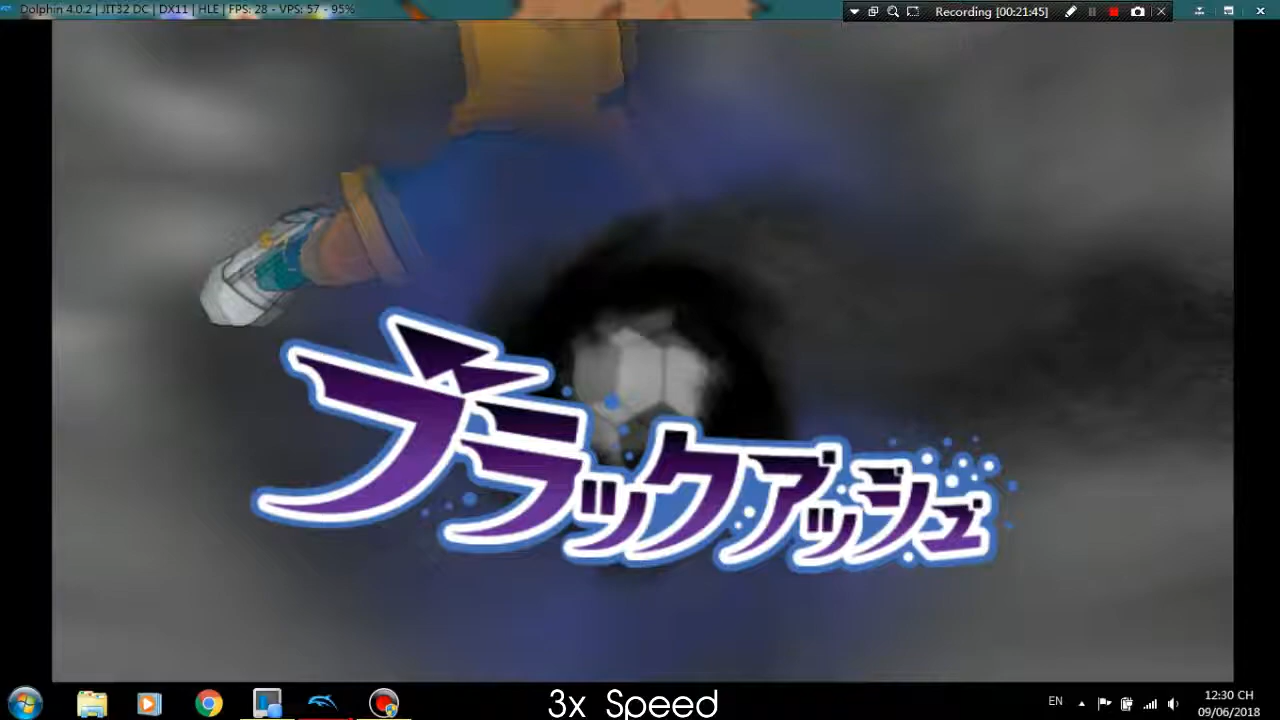 Dolphin 4.0.2 | JIT32 DC | DX11 | HLE | FPS: 28 - VPS: 57 - 95%
Recording [00:21:45]
ブラックアッシュ
3x Speed
EN
12:30 CH
09/06/2018